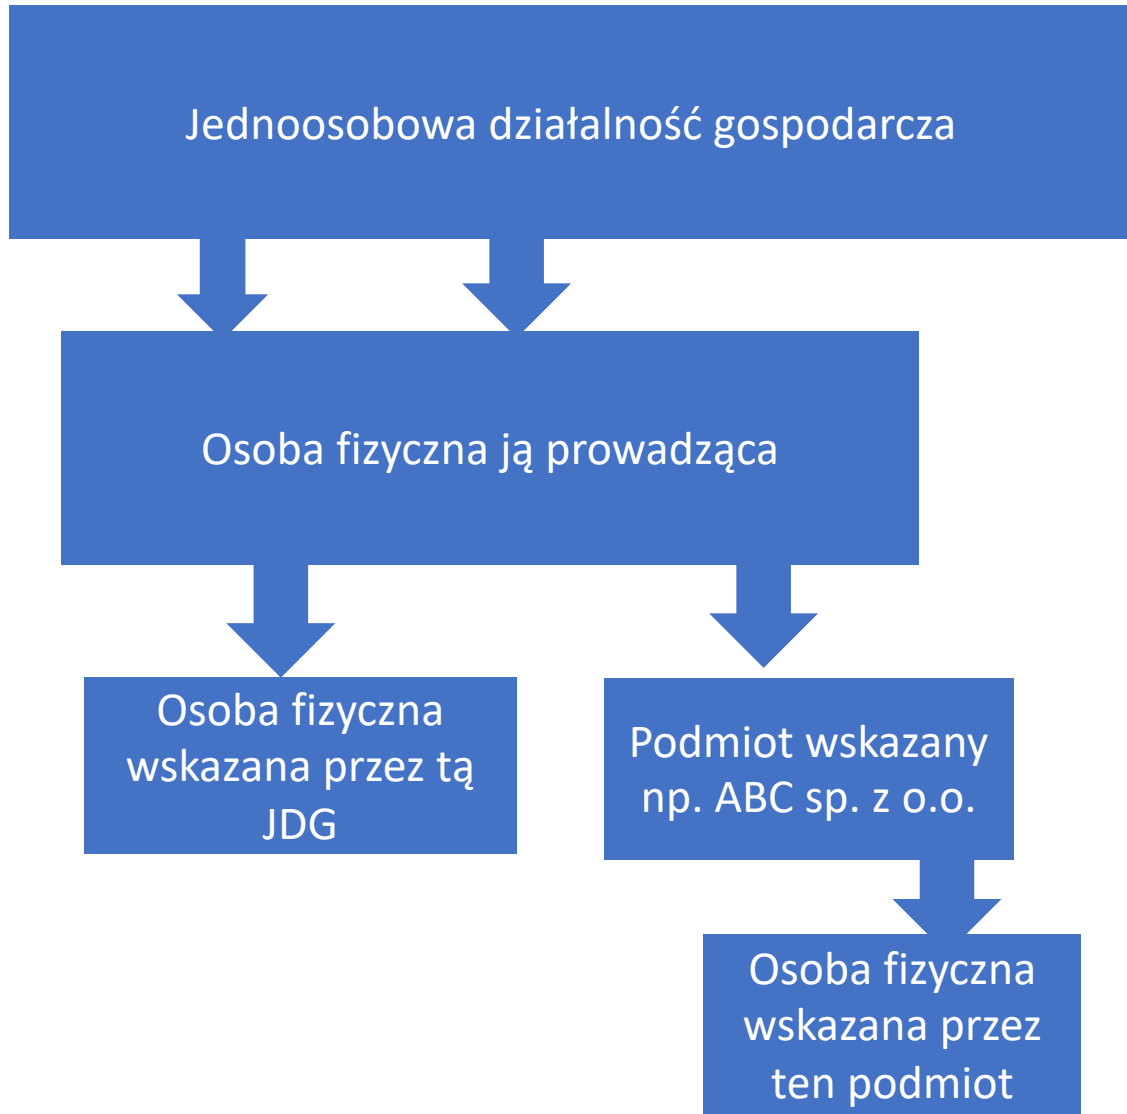 Jednoosobowa działalność gospodarcza
Osoba fizyczna ją prowadząca
Osoba fizyczna
wskazana przez tą
JDG
Podmiot wskazany
np. ABC sp. z o.o.
Osoba fizyczna
wskazana przez
ten podmiot